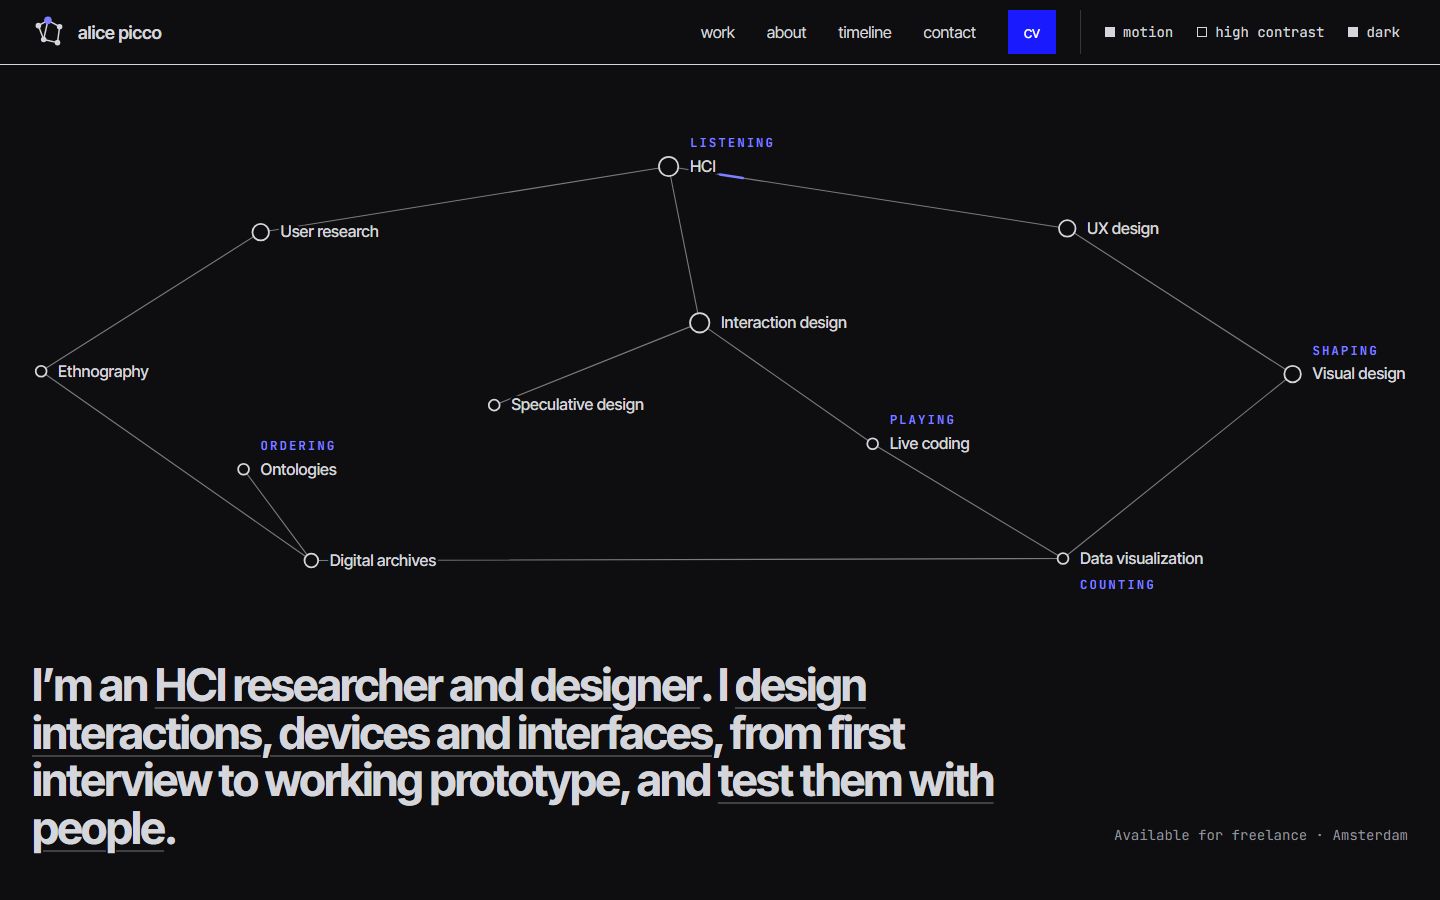 alice picco
work
about
timeline
contact
cv
motion
high contrast
dark
LISTENING
HCI
User research
UX design
Interaction design
SHAPING
Visual design
Ethnography
Speculative design
PLAYING
Live coding
ORDERING
Ontologies
Digital archives
Data visualization
COUNTING
I’m an HCI researcher and designer. I design
interactions, devices and interfaces, from first
interview to working prototype, and test them with
people.
Available for freelance · Amsterdam